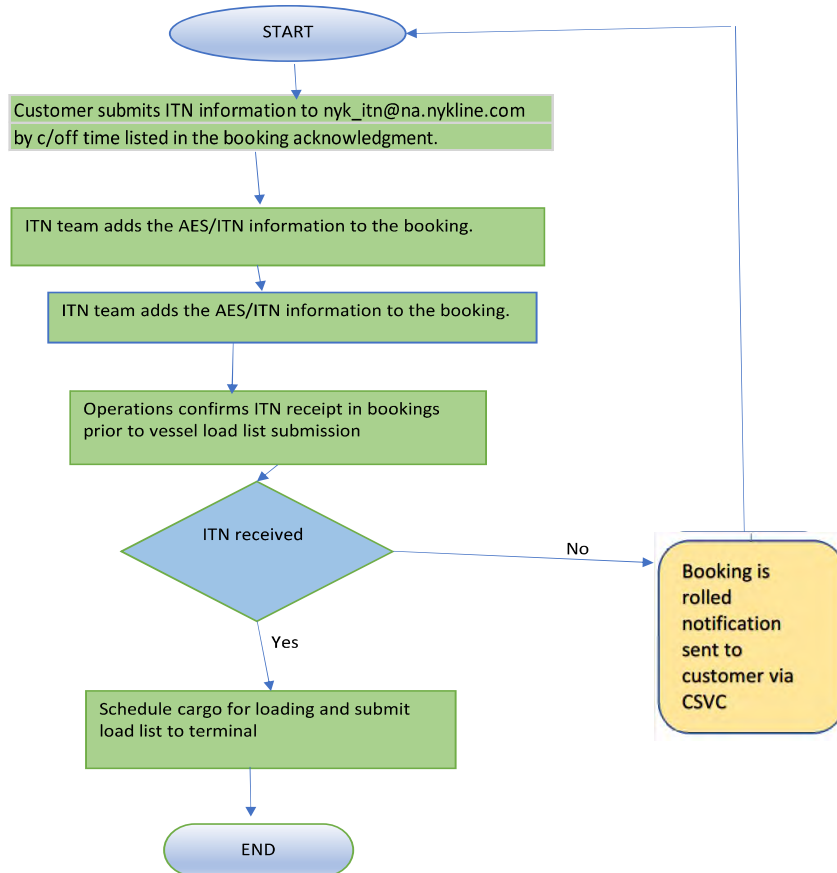 START
Customer submits ITN information to nyk_itn@na.nykline.com
by c/off time listed in the booking acknowledgment.
ITN team adds the AES/ITN information to the booking.
ITN team adds the AES/ITN information to the booking.
Operations confirms ITN receipt in bookings
prior to vessel load list submission
ITN received
No
Booking is
rolled
notification
sent to
customer via
CSVC
Yes
Schedule cargo for loading and submit
load list to terminal
END